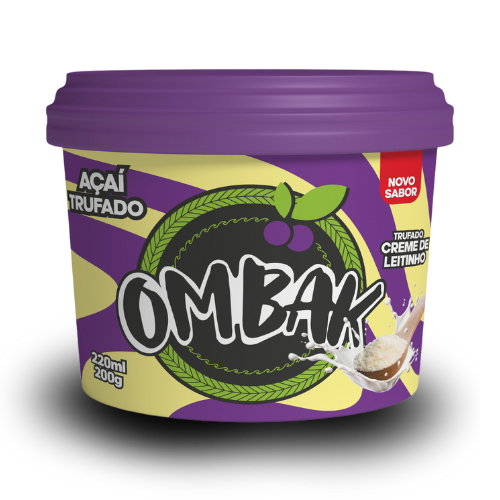 AÇAÍ
TRUFADO
NOVO
SABOR
TRUFADO
CREME DE
LEITINHO
OMBAK
220ml
200g